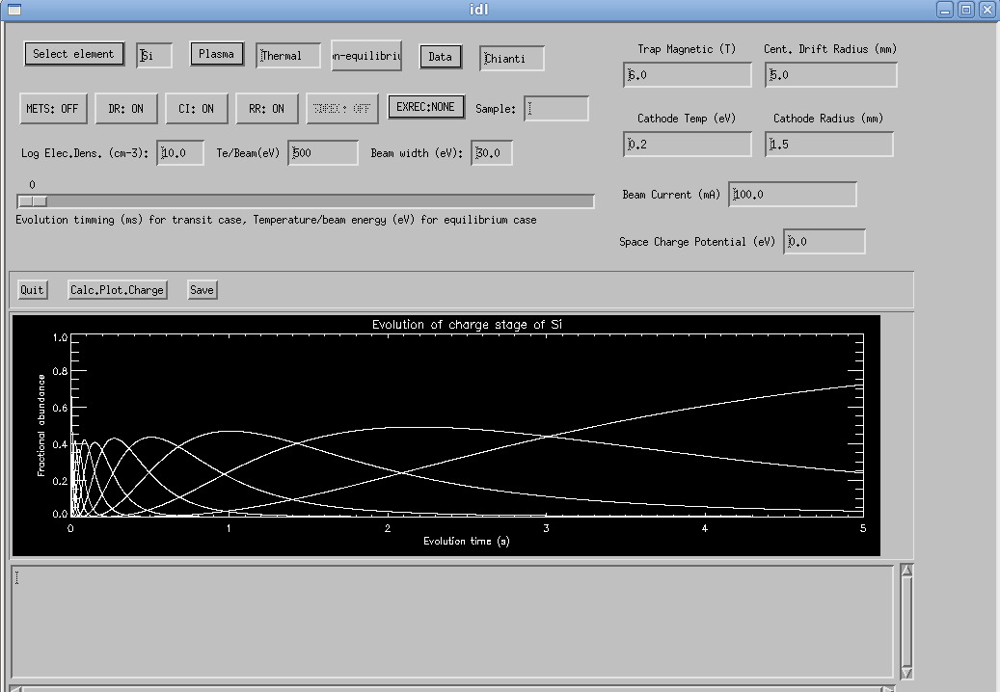 idl
Select element Si Plasma Thermal n-equilibriu Data Chianti
Trap Magnetic (T) Cent. Drift Radius (mm)
6.0 5.0
METS: OFF DR: ON CI: ON RR: ON EXREC:NONE Sample:
Cathode Temp (eV) Cathode Radius (mm)
0.2 1.5
Log Elec.Dens. (cm-3): 10.0 Te/Beam(eV) 500 Beam width (eV): 30.0
0
Beam Current (mA) 100.0
Evolution timming (ms) for transit case, Temperature/beam energy (eV) for equilibrium case
Space Charge Potential (eV) 0.0
Quit Calc.Plot.Charge Save
Evolution of charge stage of Si
Fractional abundance
1.0
0.8
0.6
0.4
0.2
0.0
0 1 2 3 4 5
Evolution time (s)